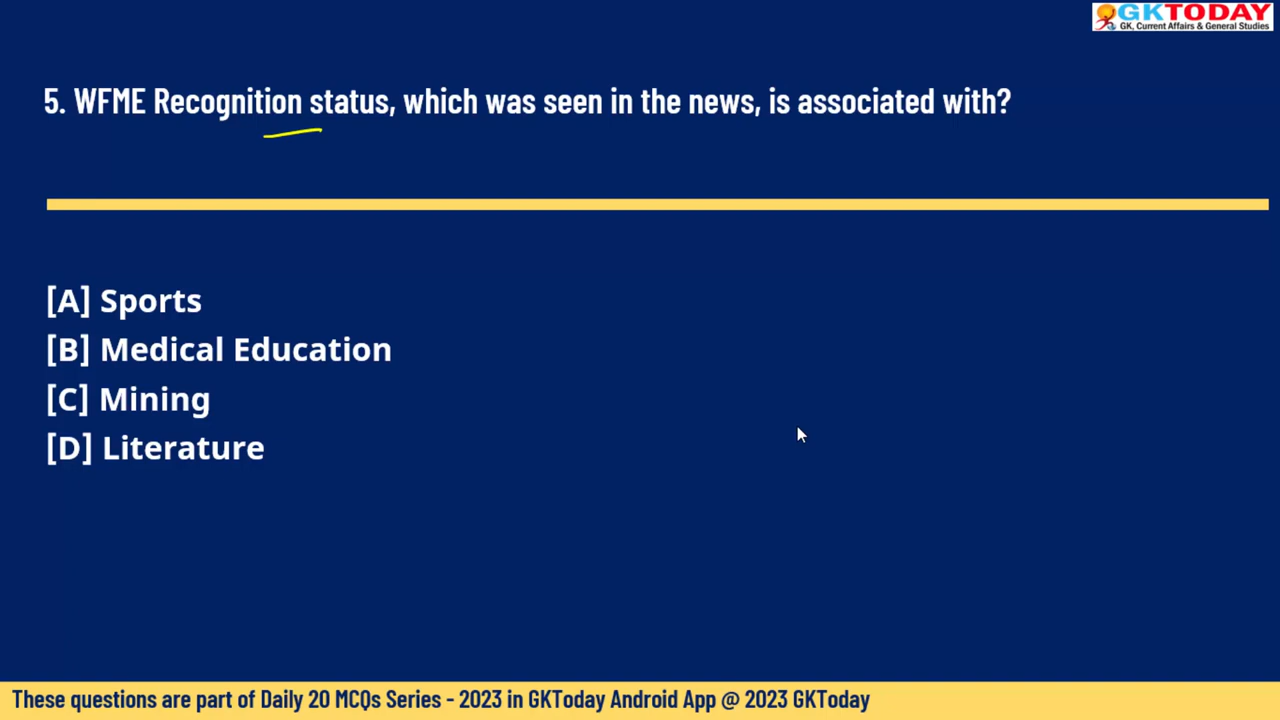 GKTODAY
GK, Current Affairs & General Studies
5. WFME Recognition status, which was seen in the news, is associated with?
[A] Sports
[B] Medical Education
[C] Mining
[D] Literature
These questions are part of Daily 20 MCQs Series - 2023 in GKToday Android App @ 2023 GKToday